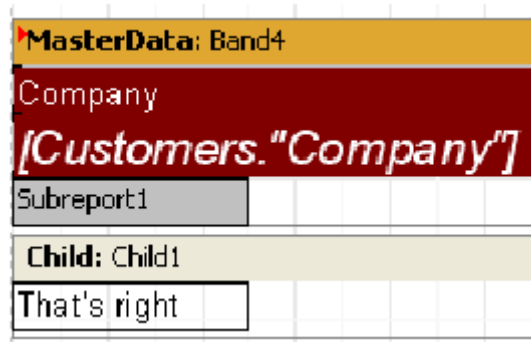 MasterData: Band4
Company
[Customers."Company"]
Subreport1
Child: Child1
That's right